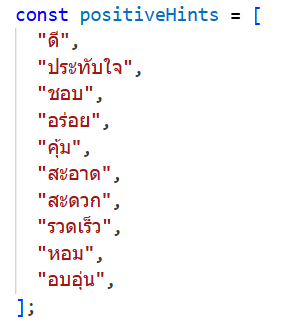 const positiveHints = [
"ดี",
"ประทับใจ",
"ชอบ",
"อร่อย",
"คุ้ม",
"สะอาด",
"สะดวก",
"รวดเร็ว",
"หอม",
"อบอุ่น",
];